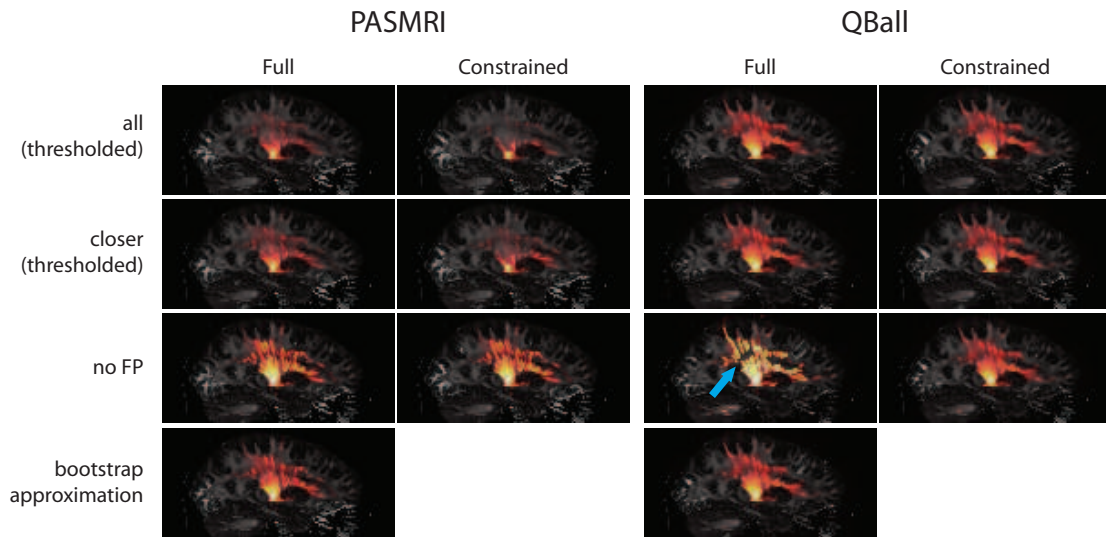 PASMRI QBall
Full Constrained Full Constrained
all
(thresholded)
closer
(thresholded)
no FP
bootstrap
approximation